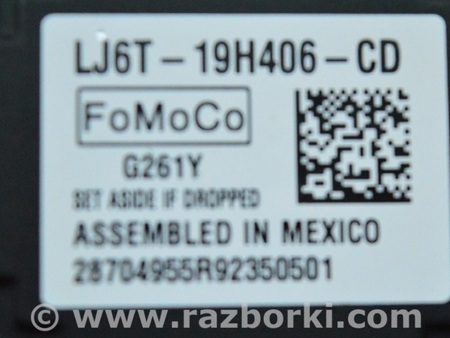 LJ6T-19H406-CD
FoMoCo
G261Y
SET ASIDE IF DROPPED
ASSEMBLED IN MEXICO
28704955R92350501
© www.razborki.com